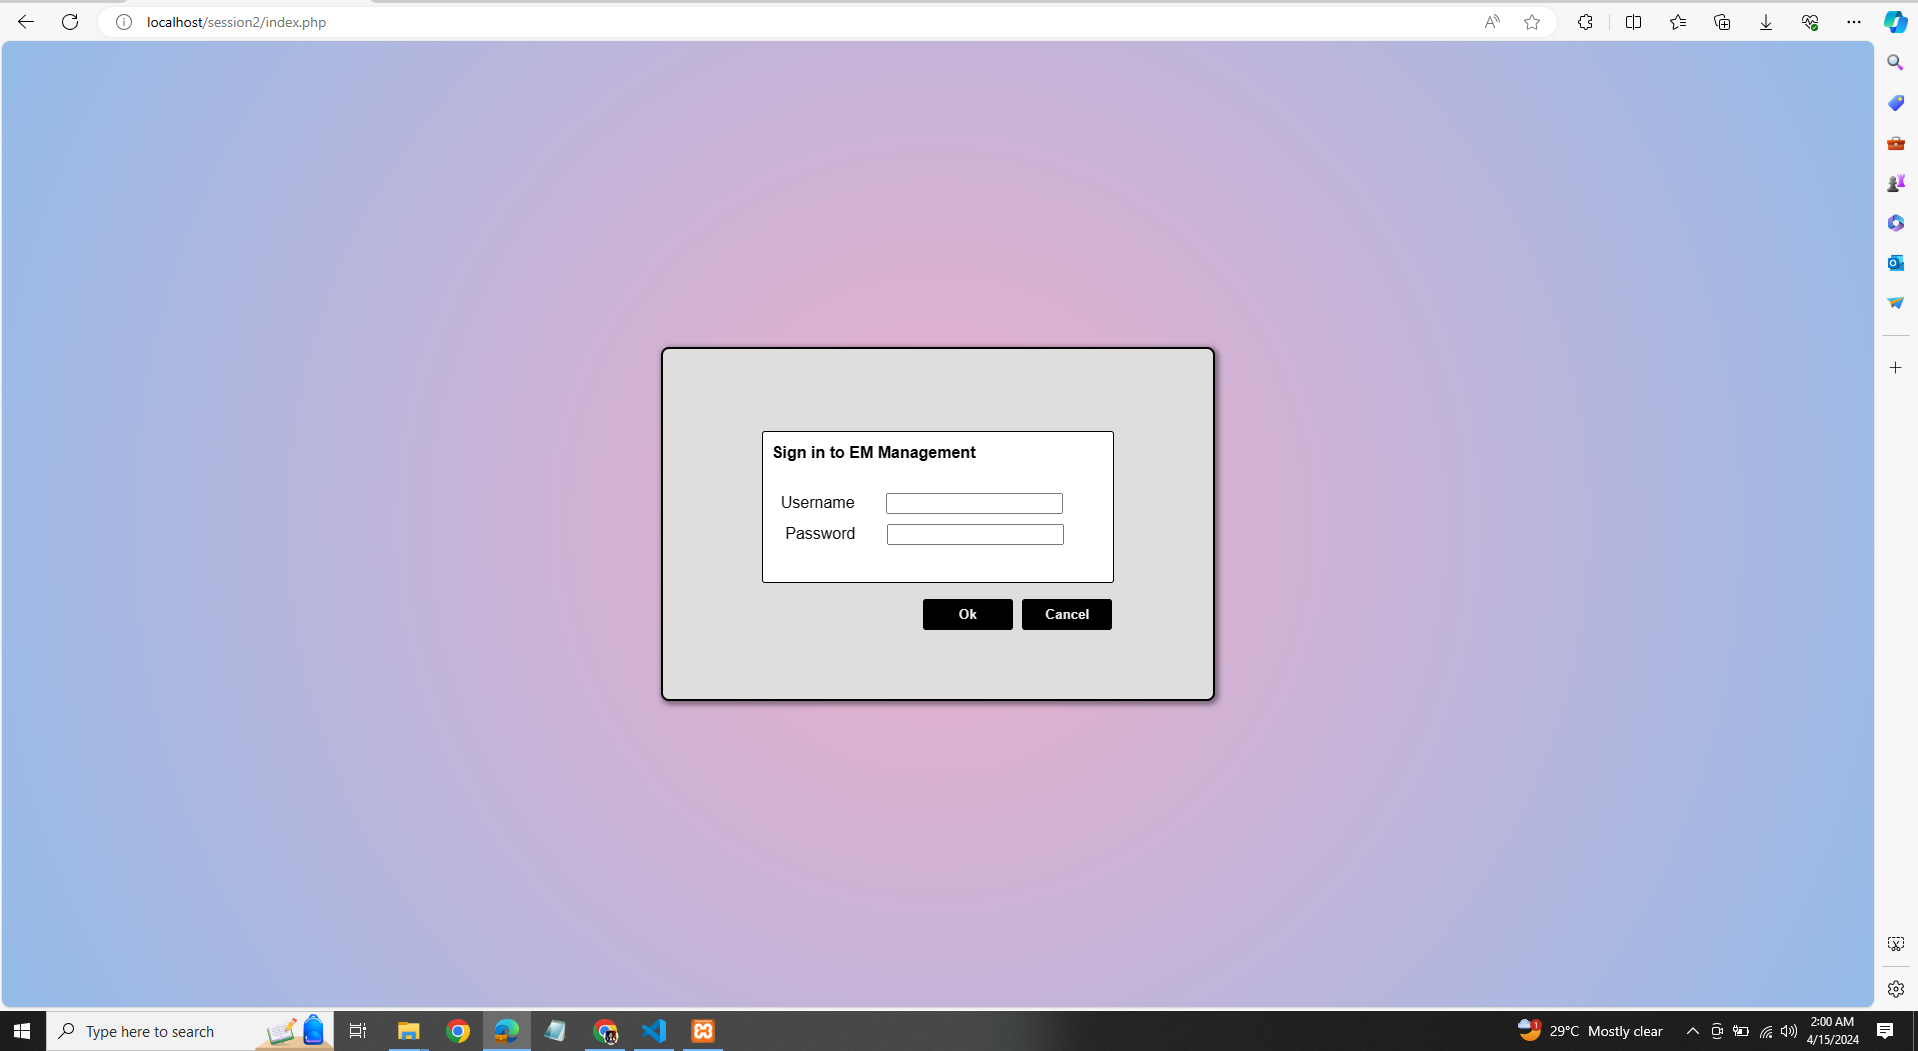 localhost/session2/index.php
Sign in to EM Management
Username
Password
Ok
Cancel
Type here to search
1
29°C Mostly clear
2:00 AM
4/15/2024